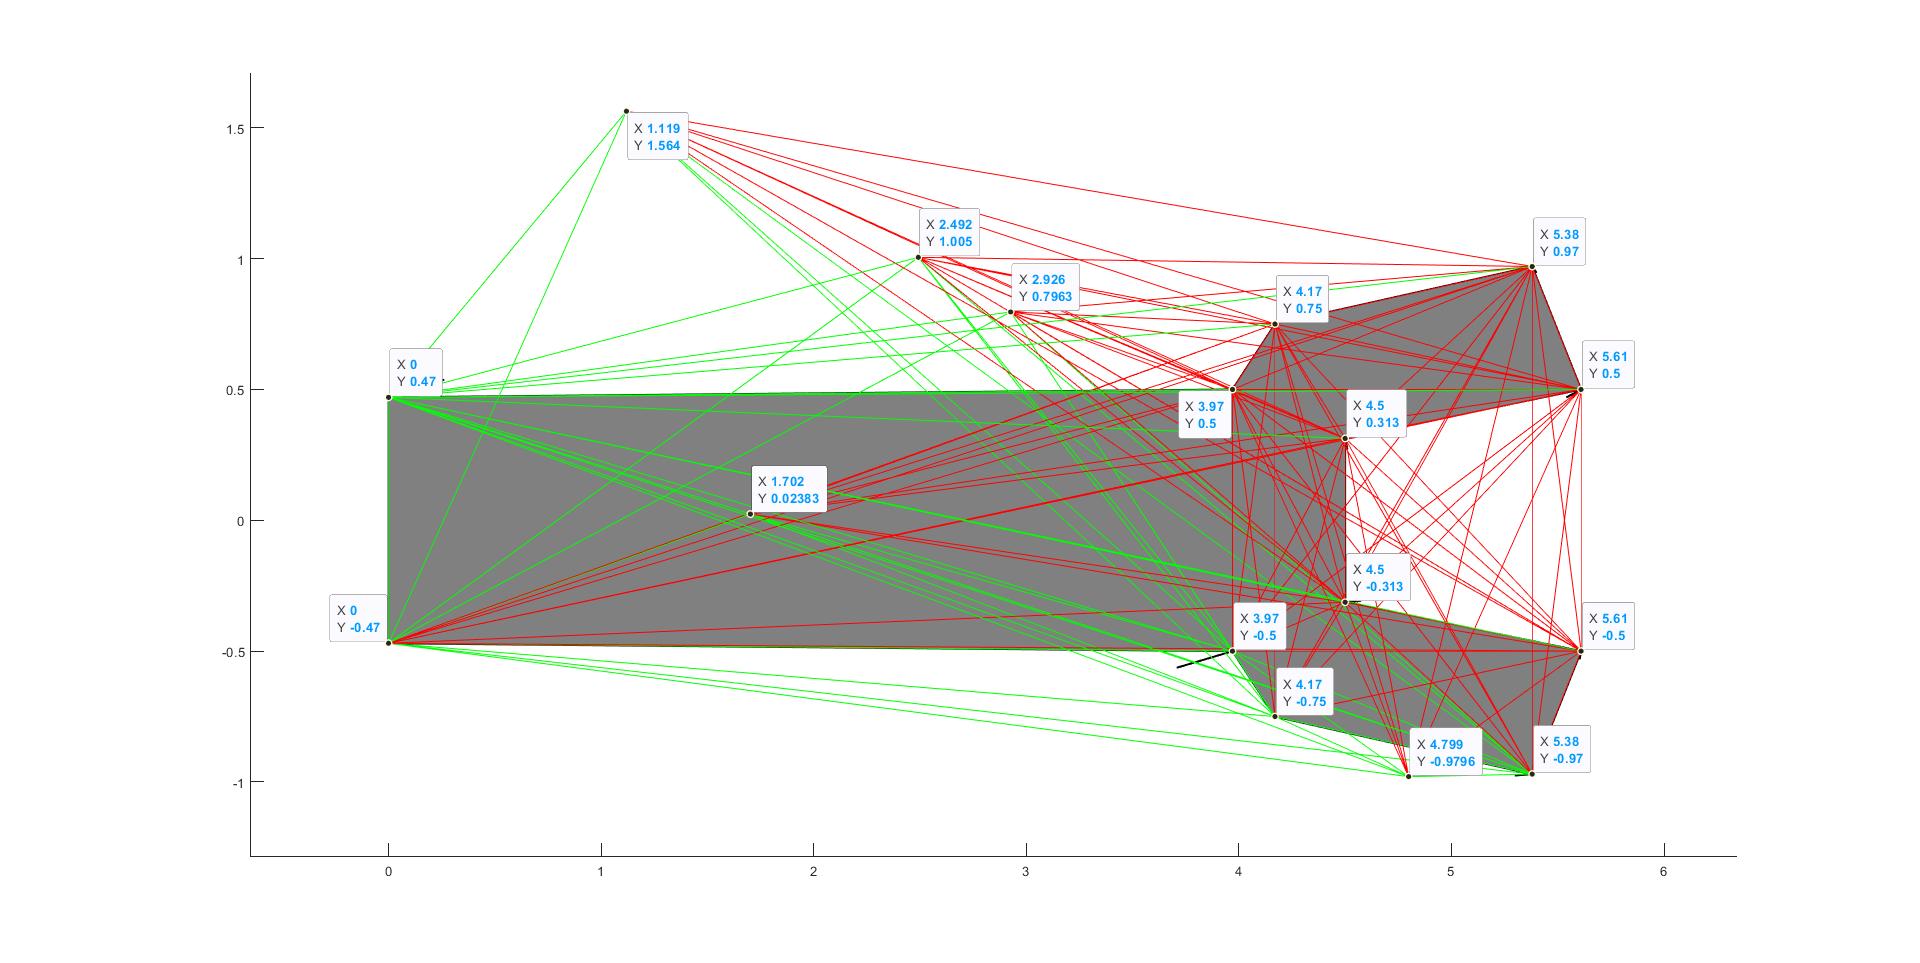 1.5
1
0.5
0
-0.5
-1
0
1
2
3
4
5
6
X 1.119
Y 1.564
X 2.492
Y 1.005
X 2.926
Y 0.7963
X 5.38
Y 0.97
X 4.17
Y 0.75
X 0
Y 0.47
X 5.61
Y 0.5
X 3.97
Y 0.5
X 4.5
Y 0.313
X 1.702
Y 0.02383
X 4.5
Y -0.313
X 0
Y -0.47
X 3.97
Y -0.5
X 5.61
Y -0.5
X 4.17
Y -0.75
X 4.799
Y -0.9796
X 5.38
Y -0.97